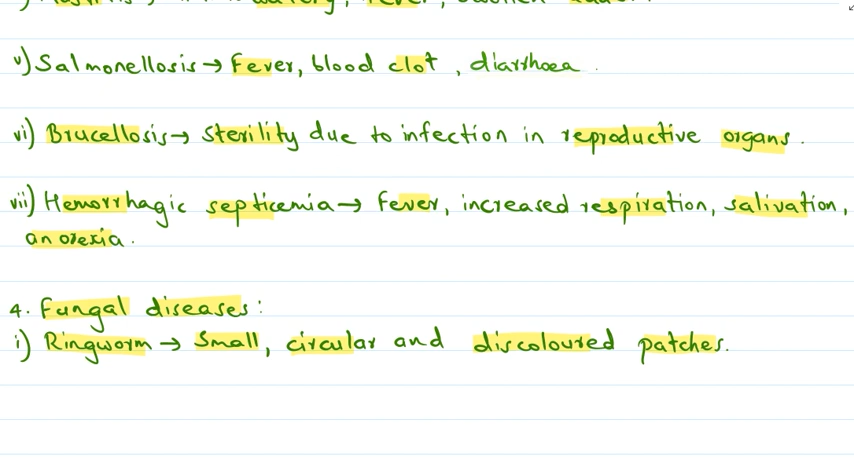 v) Salmonellosis → Fever, blood clot, diarrhoea.
vi) Brucellosis → Sterility due to infection in reproductive organs.
vii) Hemorrhagic septicemia → Fever, increased respiration, salivation,
anorexia.
4. Fungal diseases:
i) Ringworm → Small, circular and discoloured patches.